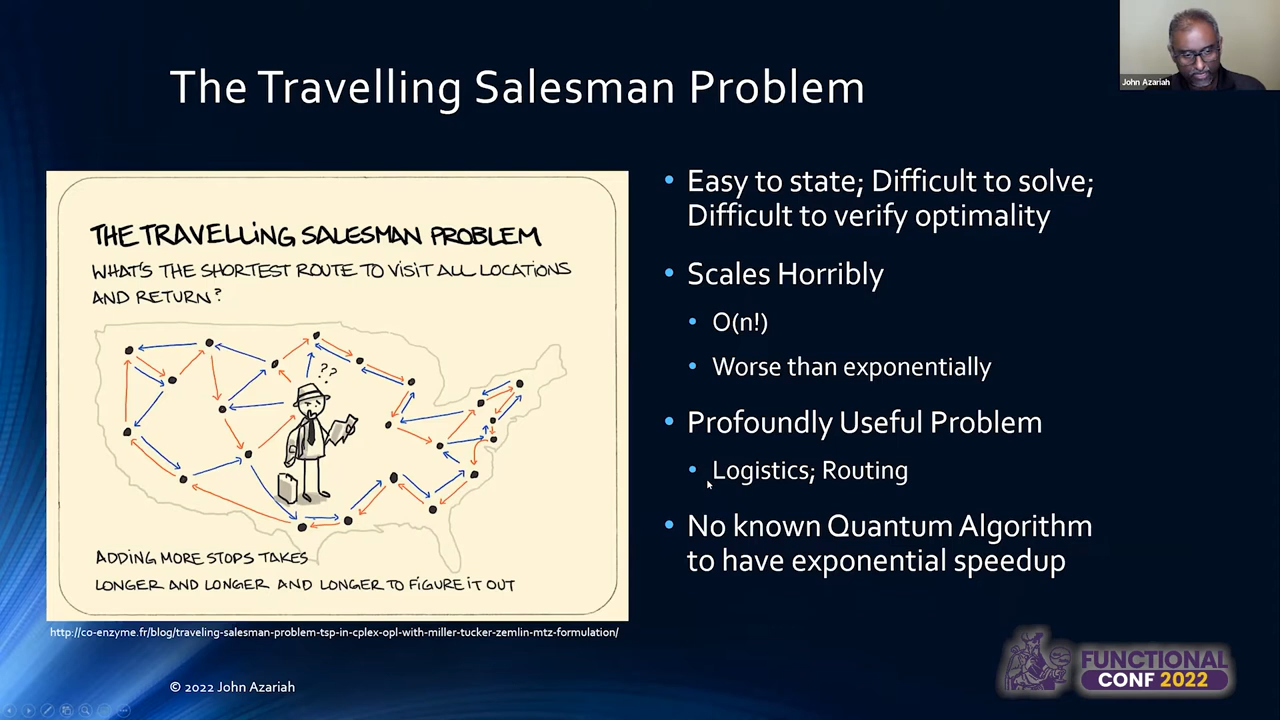 The Travelling Salesman Problem
John Azariah
THE TRAVELLING SALESMAN PROBLEM
WHAT'S THE SHORTEST ROUTE TO VISIT ALL LOCATIONS
AND RETURN?
??
ADDING MORE STOPS TAKES
LONGER AND LONGER AND LONGER TO FIGURE IT OUT
http://co-enzyme.fr/blog/traveling-salesman-problem-tsp-in-cplex-opl-with-miller-tucker-zemlin-mtz-formulation/
• Easy to state; Difficult to solve;
Difficult to verify optimality
• Scales Horribly
• O(n!)
• Worse than exponentially
• Profoundly Useful Problem
• Logistics; Routing
• No known Quantum Algorithm
to have exponential speedup
© 2022 John Azariah
FUNCTIONAL
CONF 2022